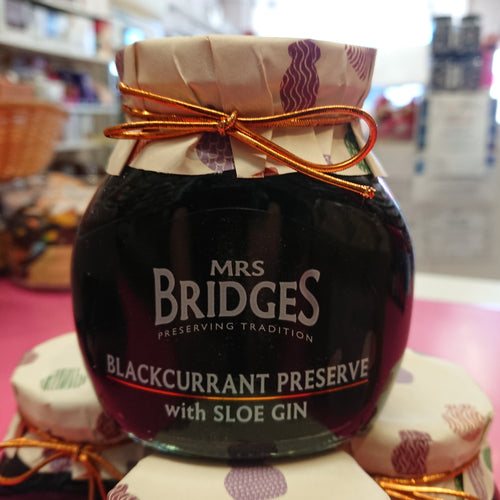 MRS
BRIDGES
PRESERVING TRADITION
BLACKCURRANT PRESERVE
with SLOE GIN